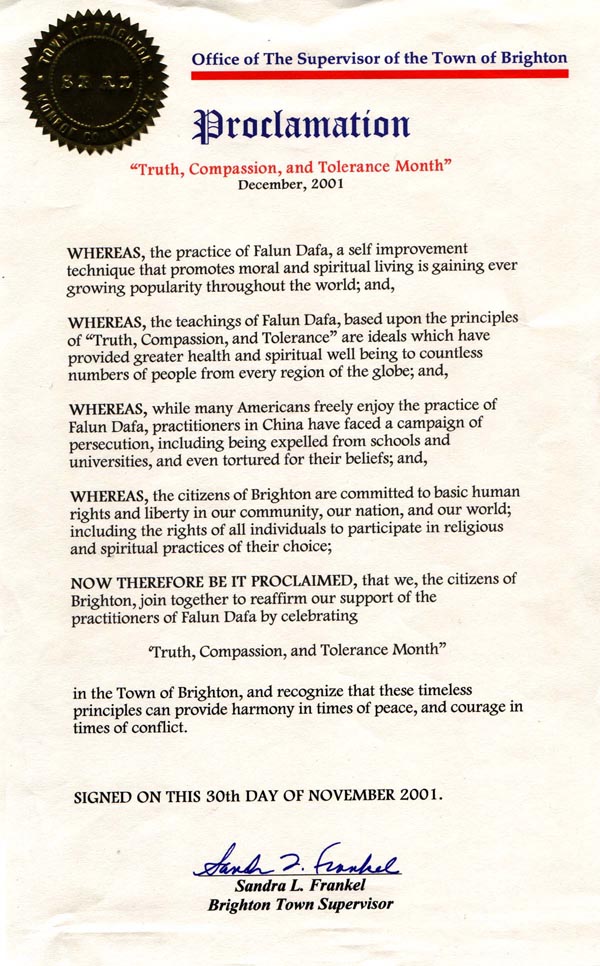 TOWN OF BRIGHTON
SEAL
MONROE COUNTY, N.Y.
Office of The Supervisor of the Town of Brighton
Proclamation
“Truth, Compassion, and Tolerance Month”
December, 2001
WHEREAS, the practice of Falun Dafa, a self improvement
technique that promotes moral and spiritual living is gaining ever
growing popularity throughout the world; and,
WHEREAS, the teachings of Falun Dafa, based upon the principles
of “Truth, Compassion, and Tolerance” are ideals which have
provided greater health and spiritual well being to countless
numbers of people from every region of the globe; and,
WHEREAS, while many Americans freely enjoy the practice of
Falun Dafa, practitioners in China have faced a campaign of
persecution, including being expelled from schools and
universities, and even tortured for their beliefs; and,
WHEREAS, the citizens of Brighton are committed to basic human
rights and liberty in our community, our nation, and our world;
including the rights of all individuals to participate in religious
and spiritual practices of their choice;
NOW THEREFORE BE IT PROCLAIMED, that we, the citizens of
Brighton, join together to reaffirm our support of the
practitioners of Falun Dafa by celebrating
‘Truth, Compassion, and Tolerance Month”
in the Town of Brighton, and recognize that these timeless
principles can provide harmony in times of peace, and courage in
times of conflict.
SIGNED ON THIS 30th DAY OF NOVEMBER 2001.
Sandra L. Frankel
Sandra L. Frankel
Brighton Town Supervisor